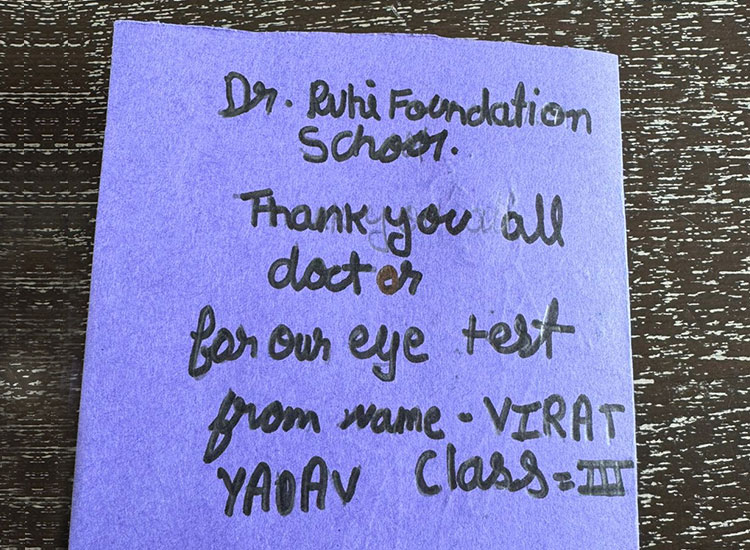 Dr. Ruhi Foundation
School.
Thank you all
doctor
for our eye test
from name - VIRAT
YADAV Class = III